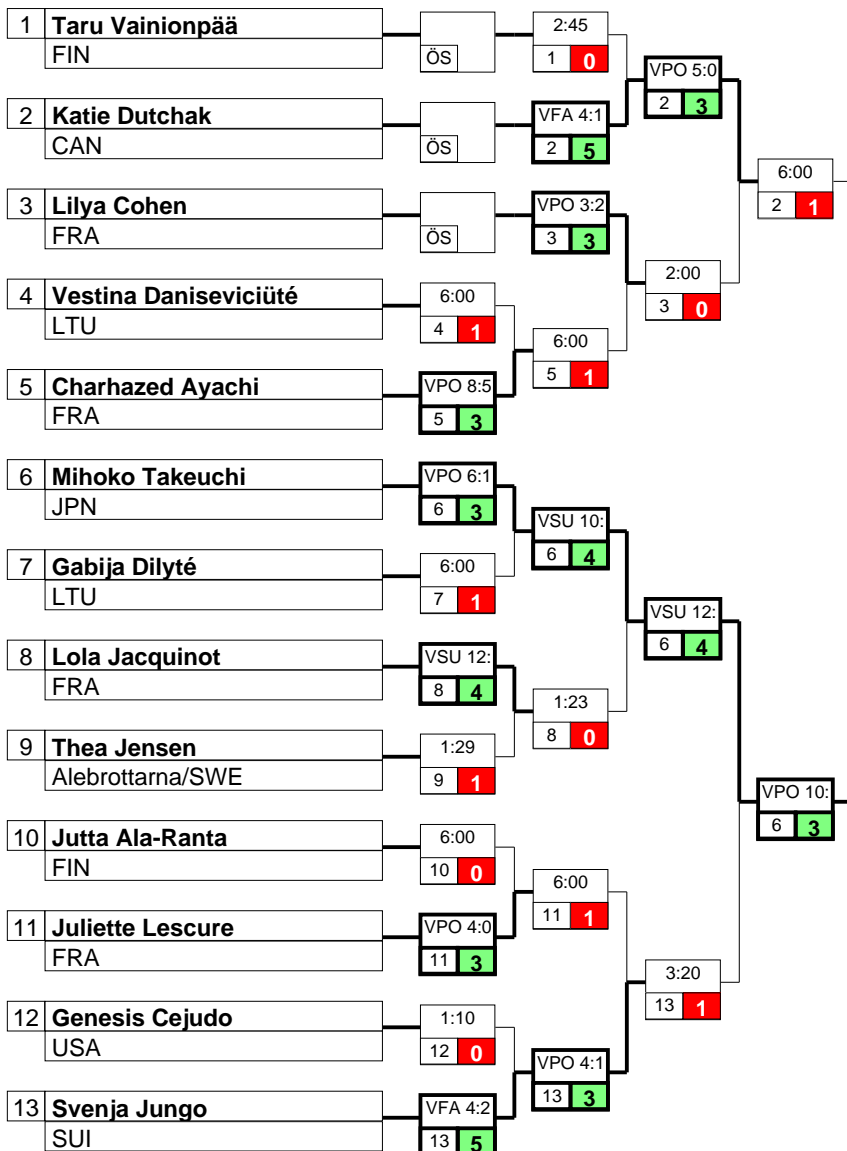 1 Taru Vainionpää
FIN
ÖS
2:45
1 0
VPO 5:0
2 3
2 Katie Dutchak
CAN
ÖS
VFA 4:1
2 5
6:00
2 1
3 Lilya Cohen
FRA
ÖS
VPO 3:2
3 3
2:00
3 0
4 Vestina Daniseviciüté
LTU
6:00
4 1
6:00
5 1
5 Charhazed Ayachi
FRA
VPO 8:5
5 3
6 Mihoko Takeuchi
JPN
VPO 6:1
6 3
VSU 10:
6 4
7 Gabija Dilyté
LTU
6:00
7 1
VSU 12:
6 4
8 Lola Jacquinot
FRA
VSU 12:
8 4
1:23
8 0
9 Thea Jensen
Alebrottarna/SWE
1:29
9 1
VPO 10:
6 3
10 Jutta Ala-Ranta
FIN
6:00
10 0
6:00
11 1
11 Juliette Lescure
FRA
VPO 4:0
11 3
3:20
13 1
12 Genesis Cejudo
USA
1:10
12 0
VPO 4:1
13 3
13 Svenja Jungo
SUI
VFA 4:2
13 5